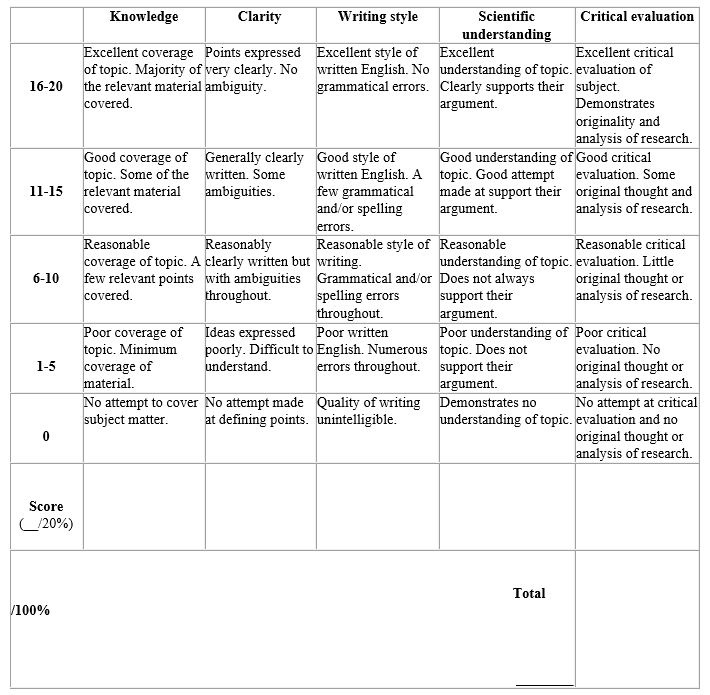 Knowledge
Clarity
Writing style
Scientific
understanding
Critical evaluation
16-20
Excellent coverage
of topic. Majority of
the relevant material
covered.
Points expressed
very clearly. No
ambiguity.
Excellent style of
written English. No
grammatical errors.
Excellent
understanding of topic.
Clearly supports their
argument.
Excellent critical
evaluation of
subject.
Demonstrates
originality and
analysis of research.
11-15
Good coverage of
topic. Some of the
relevant material
covered.
Generally clearly
written. Some
ambiguities.
Good style of
written English. A
few grammatical
and/or spelling
errors.
Good understanding of
topic. Good attempt
made at support their
argument.
Good critical
evaluation. Some
original thought and
analysis of research.
6-10
Reasonable
coverage of topic. A
few relevant points
covered.
Reasonably
clearly written but
with ambiguities
throughout.
Reasonable style of
writing.
Grammatical and/or
spelling errors
throughout.
Reasonable
understanding of topic.
Does not always
support their
argument.
Reasonable critical
evaluation. Little
original thought or
analysis of research.
1-5
Poor coverage of
topic. Minimum
coverage of
material.
Ideas expressed
poorly. Difficult to
understand.
Poor written
English. Numerous
errors throughout.
Poor understanding of
topic. Does not
support their
argument.
Poor critical
evaluation. No
original thought or
analysis of research.
0
No attempt to cover
subject matter.
No attempt made
at defining points.
Quality of writing
unintelligible.
Demonstrates no
understanding of topic.
No attempt at critical
evaluation and no
original thought or
analysis of research.
Score
(__/20%)
Total
/100%
________